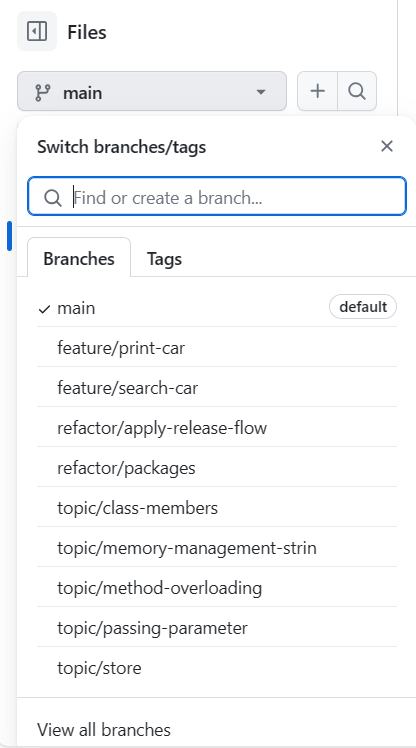 Files
main
Switch branches/tags
Find or create a branch...
Branches
Tags
main
default
feature/print-car
feature/search-car
refactor/apply-release-flow
refactor/packages
topic/class-members
topic/memory-management-strin
topic/method-overloading
topic/passing-parameter
topic/store
View all branches